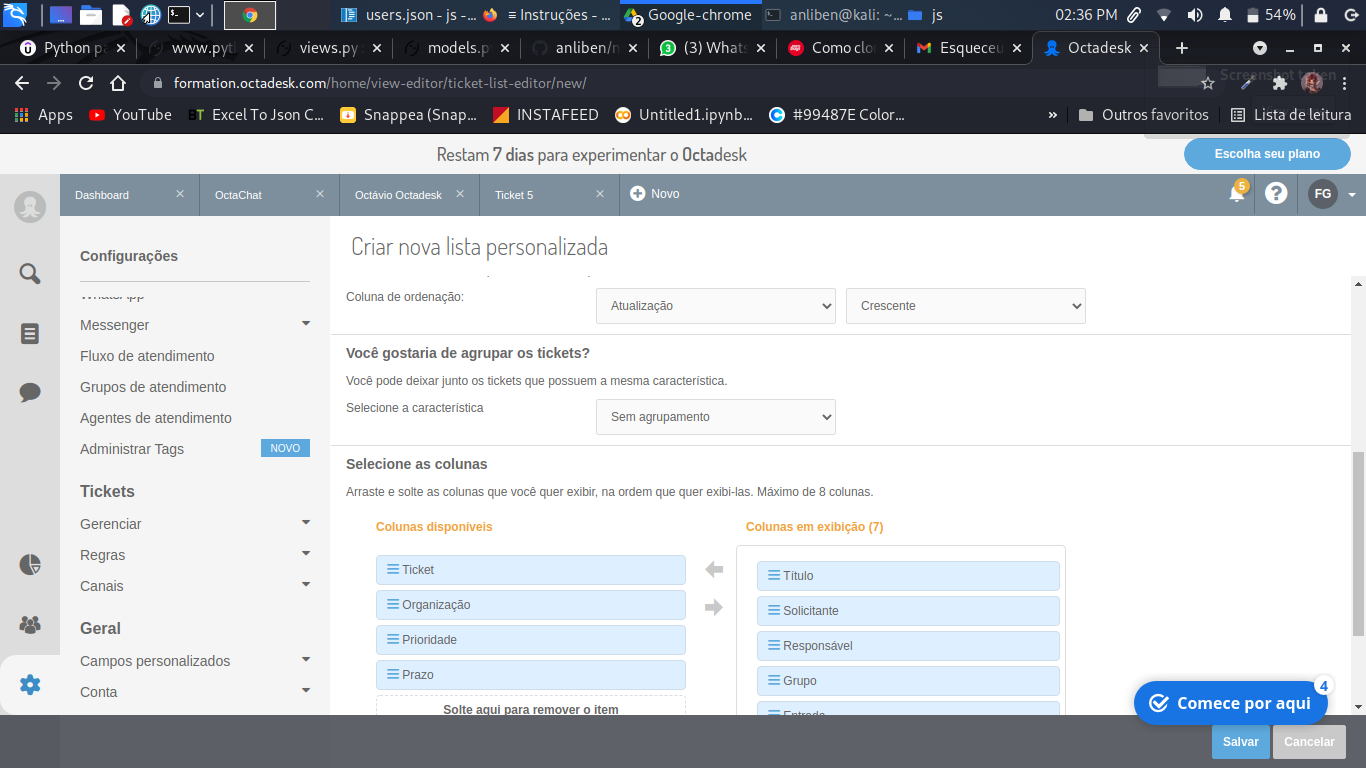 users.json - js -...
≡ Instruções - ...
2
Google-chrome
anliben@kali: ~...
js
02:36 PM
54%
Python p
www.pyt
views.py
models.p
anliben/n
3
(3) Whats
Como clo
Esqueceu
Octadesk
formation.octadesk.com/home/view-editor/ticket-list-editor/new/
Apps
YouTube
BT Excel To Json C...
Snappea (Snap...
INSTAFEED
Untitled1.ipynb...
#99487E Color...
»
Outros favoritos
Lista de leitura
Restam 7 dias para experimentar o Octadesk
Escolha seu plano
Dashboard
OctaChat
Octávio Octadesk
Ticket 5
Novo
5
?
FG
Configurações
WhatsApp
Messenger
Fluxo de atendimento
Grupos de atendimento
Agentes de atendimento
Administrar Tags
NOVO
Tickets
Gerenciar
Regras
Canais
Geral
Campos personalizados
Conta
Criar nova lista personalizada
Coluna de ordenação:
Atualização
Crescente
Você gostaria de agrupar os tickets?
Você pode deixar junto os tickets que possuem a mesma característica.
Selecione a característica
Sem agrupamento
Selecione as colunas
Arraste e solte as colunas que você quer exibir, na ordem que quer exibi-las. Máximo de 8 colunas.
Colunas disponíveis
Ticket
Organização
Prioridade
Prazo
Solte aqui para remover o item
Colunas em exibição (7)
Título
Solicitante
Responsável
Grupo
Entrada
4
Comece por aqui
Salvar
Cancelar